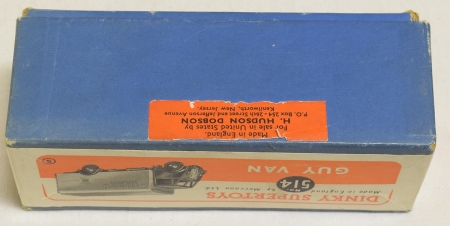 Made in England.
For sale in United States by
H. HUDSON DOBSON
P.O. Box 254 - 26th Street and Jefferson Avenue
Kenilworth, New Jersey.
DINKY SUPERTOYS
Made in England
by Meccano Ltd
514
GUY VAN